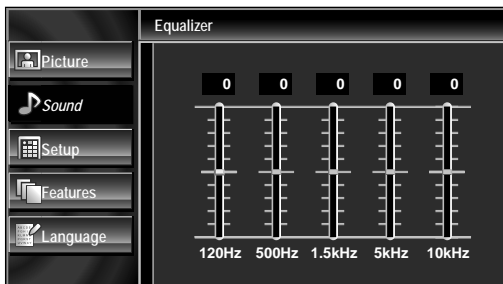 Equalizer
Picture
Sound
Setup
Features
Language
0 0 0 0 0
120Hz 500Hz 1.5kHz 5kHz 10kHz